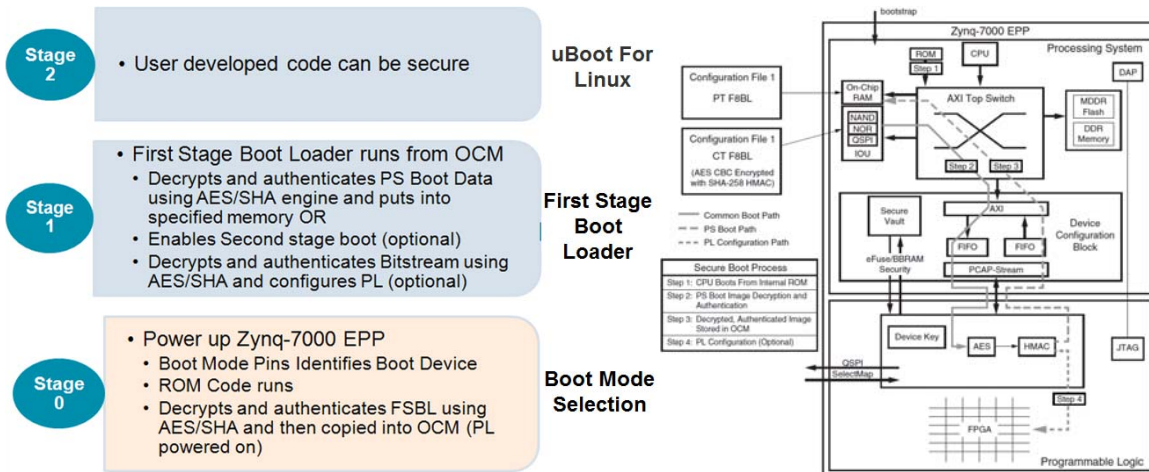 Stage
2
• User developed code can be secure
uBoot For
Linux
Stage
1
• First Stage Boot Loader runs from OCM
• Decrypts and authenticates PS Boot Data
using AES/SHA engine and puts into
specified memory OR
• Enables Second stage boot (optional)
• Decrypts and authenticates Bitstream using
AES/SHA and configures PL (optional)
First Stage
Boot
Loader
Stage
0
• Power up Zynq-7000 EPP
• Boot Mode Pins Identifies Boot Device
• ROM Code runs
• Decrypts and authenticates FSBL using
AES/SHA and then copied into OCM (PL
powered on)
Boot Mode
Selection
bootstrap
Zynq-7000 EPP
Processing System
ROM
Step 1
CPU
DAP
Configuration File 1
PT F8BL
On-Chip
RAM
AXI Top Switch
MDDR
Flash
DDR
Memory
NAND
NOR
QSPI
IOU
Configuration File 1
CT F8BL
(AES CBC Encrypted
with SHA-258 HMAC)
Step 2
Step 3
Common Boot Path
PS Boot Path
PL Configuration Path
Secure
Vault
AXI
Device
Configuration
Block
FIFO
FIFO
eFuse/BBRAM
Security
PCAP-Stream
Secure Boot Process
Step 1: CPU Boots From Internal ROM
Step 2: PS Boot Image Decryption and
Authentication
Step 3: Decrypted, Authenticated Image
Stored in OCM
Step 4: PL Configuration (Optional)
Device Key
AES
HMAC
JTAG
QSPI
SelectMap
Step 4
FPGA
Programmable Logic